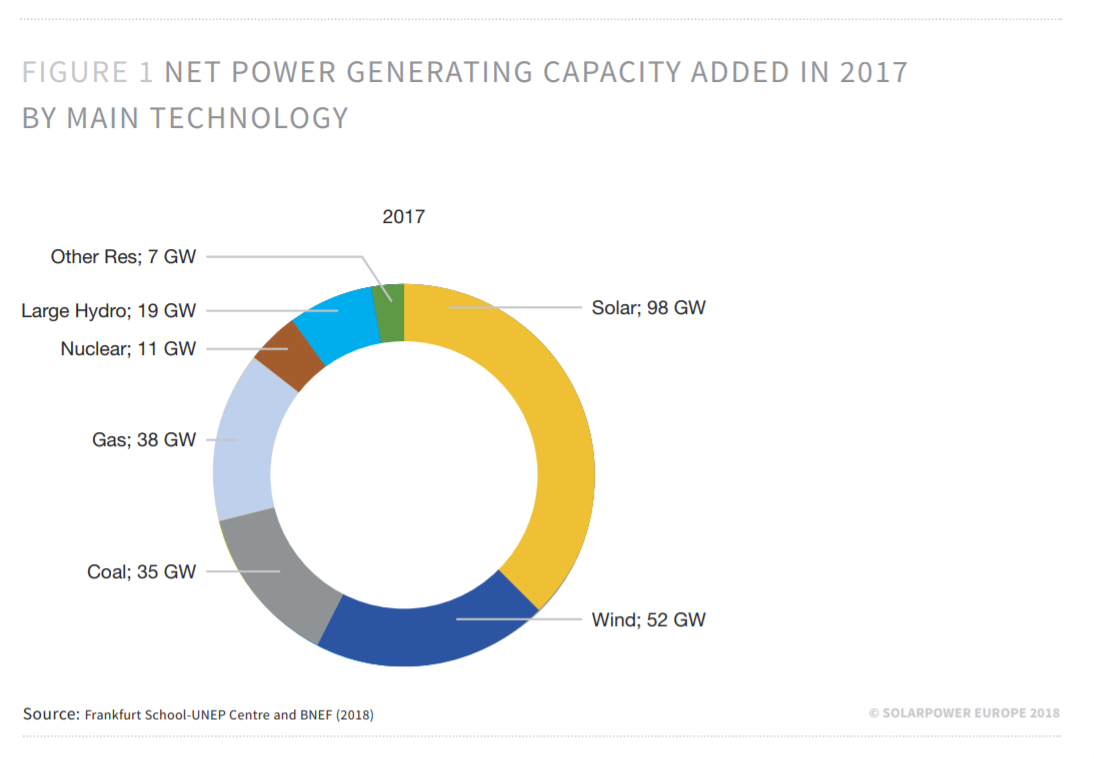 FIGURE 1 NET POWER GENERATING CAPACITY ADDED IN 2017
BY MAIN TECHNOLOGY
2017
Other Res; 7 GW
Large Hydro; 19 GW
Solar; 98 GW
Nuclear; 11 GW
Gas; 38 GW
Coal; 35 GW
Wind; 52 GW
Source: Frankfurt School-UNEP Centre and BNEF (2018)
© SOLARPOWER EUROPE 2018